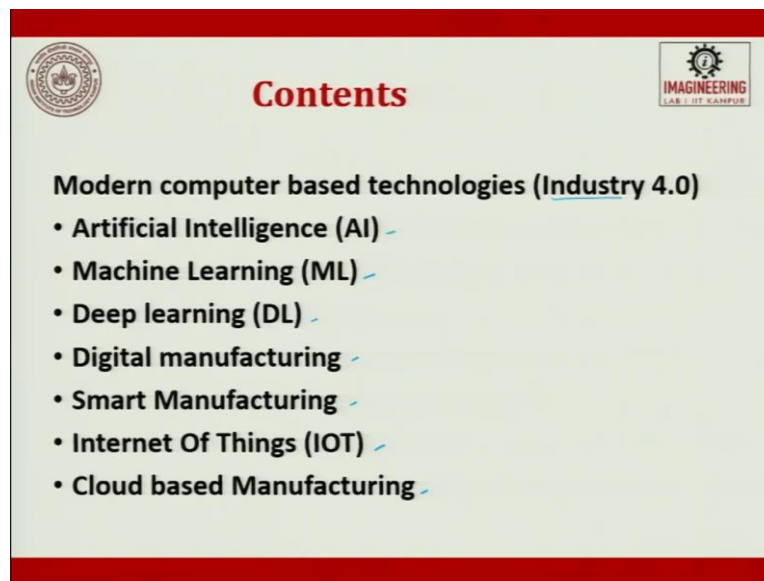 IMAGINEERING
LAB | IIT KANPUR
Contents
Modern computer based technologies (Industry 4.0)
• Artificial Intelligence (AI)
• Machine Learning (ML)
• Deep learning (DL)
• Digital manufacturing
• Smart Manufacturing
• Internet Of Things (IOT)
• Cloud based Manufacturing